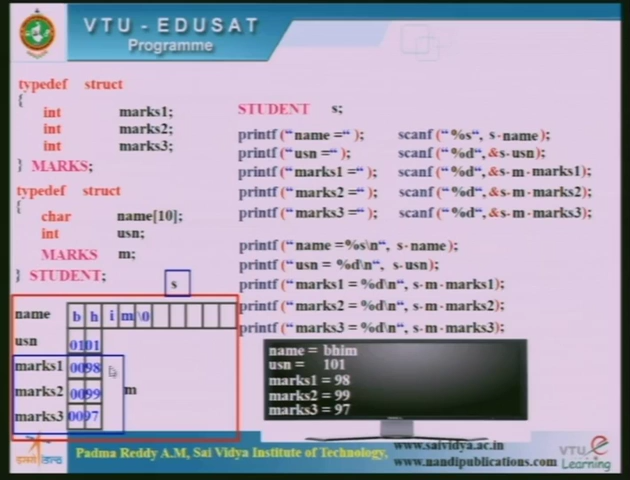 VTU - EDUSAT
Programme
typedef struct
{
int marks1;
int marks2;
int marks3;
} MARKS;
typedef struct
{
char name[10];
int usn;
MARKS m;
} STUDENT;
STUDENT s;
printf ("name ="); scanf ("%s", s·name);
printf ("usn ="); scanf ("%d", &s·usn);
printf ("marks1 ="); scanf ("%d", &s·m·marks1);
printf ("marks2 ="); scanf ("%d", &s·m·marks2);
printf ("marks3 ="); scanf ("%d", &s·m·marks3);
printf ("name =%s\n", s·name);
printf ("usn = %d\n", s·usn);
printf ("marks1 = %d\n", s·m·marks1);
printf ("marks2 = %d\n", s·m·marks2);
printf ("marks3 = %d\n", s·m·marks3);
s
name b h i m \0
usn 0101
marks1 0098
marks2 0099 m
marks3 0097
name = bhim
usn = 101
marks1 = 98
marks2 = 99
marks3 = 97
Padma Reddy A.M, Sai Vidya Institute of Technology,
www.saividya.ac.in
www.nandipublications.com
VTU e
Learning